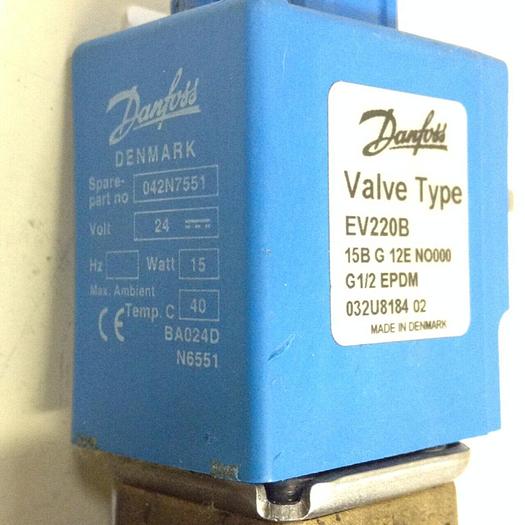 Danfoss
DENMARK
Spare-
part no 042N7551
Volt 24
Hz Watt 15
Max. Ambient
Temp. C 40
CE BA024D
N6551
Danfoss
Valve Type
EV220B
15B G 12E NO000
G1/2 EPDM
032U8184 02
MADE IN DENMARK